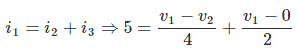 i₁ = i₂ + i₃ ⇒ 5 = (v₁ − v₂)/4 + (v₁ − 0)/2